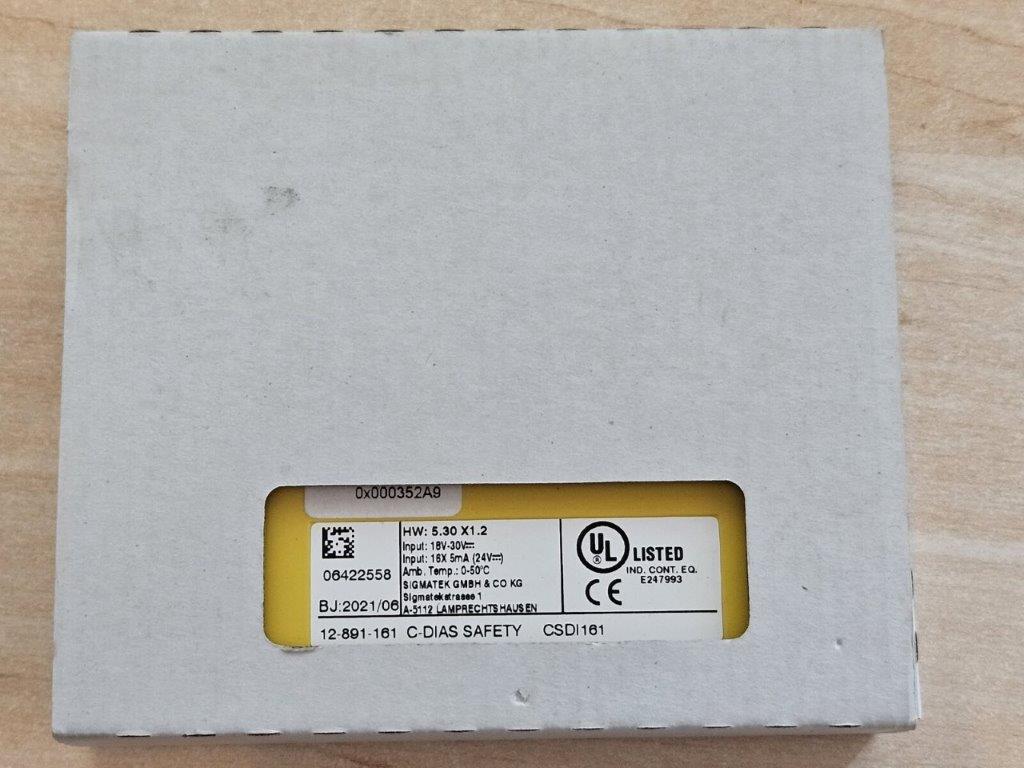 0x000352A9
06422558
BJ:2021/06
HW: 5.30 X1.2
Input: 18V-30V⎓
Input: 16X 5mA (24V⎓)
Amb. Temp.: 0-50°C
SIGMATEK GMBH & CO KG
Sigmatekstrasse 1
A-5112 LAMPRECHTSHAUSEN
UL ®
LISTED
IND. CONT. EQ.
E247993
CE
12-891-161 C-DIAS SAFETY CSDI161